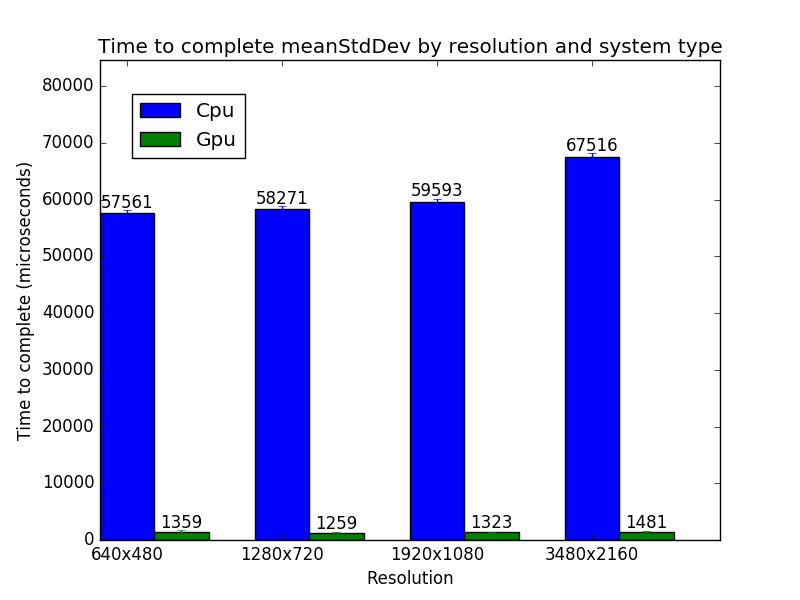 Time to complete meanStdDev by resolution and system type
Time to complete (microseconds)
80000
70000
60000
50000
40000
30000
20000
10000
0
Cpu
Gpu
57561
1359
58271
1259
59593
1323
67516
1481
640x480
1280x720
1920x1080
3480x2160
Resolution